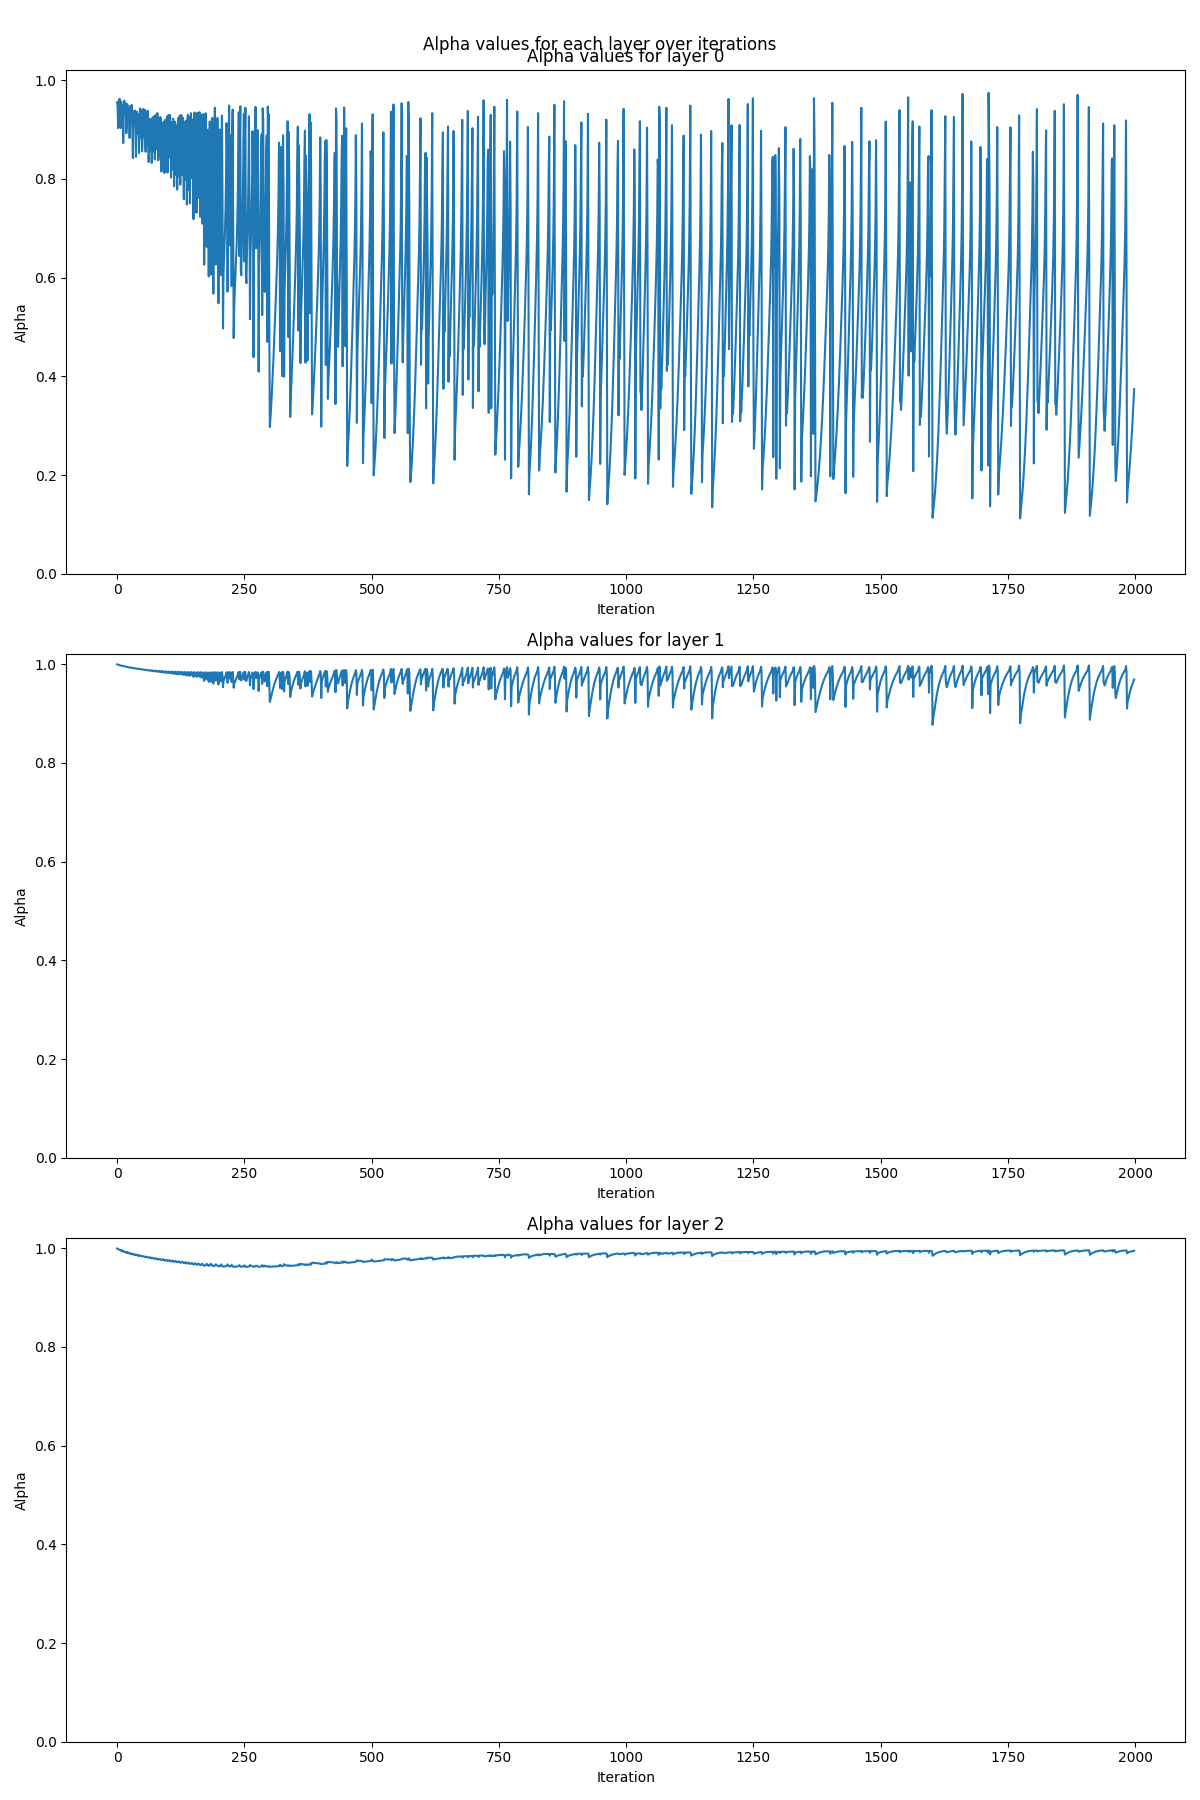 Alpha values for each layer over iterations
Alpha values for layer 0
1.0
0.8
0.6
0.4
0.2
0.0
Alpha
0 250 500 750 1000 1250 1500 1750 2000
Iteration
Alpha values for layer 1
1.0
0.8
0.6
0.4
0.2
0.0
Alpha
0 250 500 750 1000 1250 1500 1750 2000
Iteration
Alpha values for layer 2
1.0
0.8
0.6
0.4
0.2
0.0
Alpha
0 250 500 750 1000 1250 1500 1750 2000
Iteration